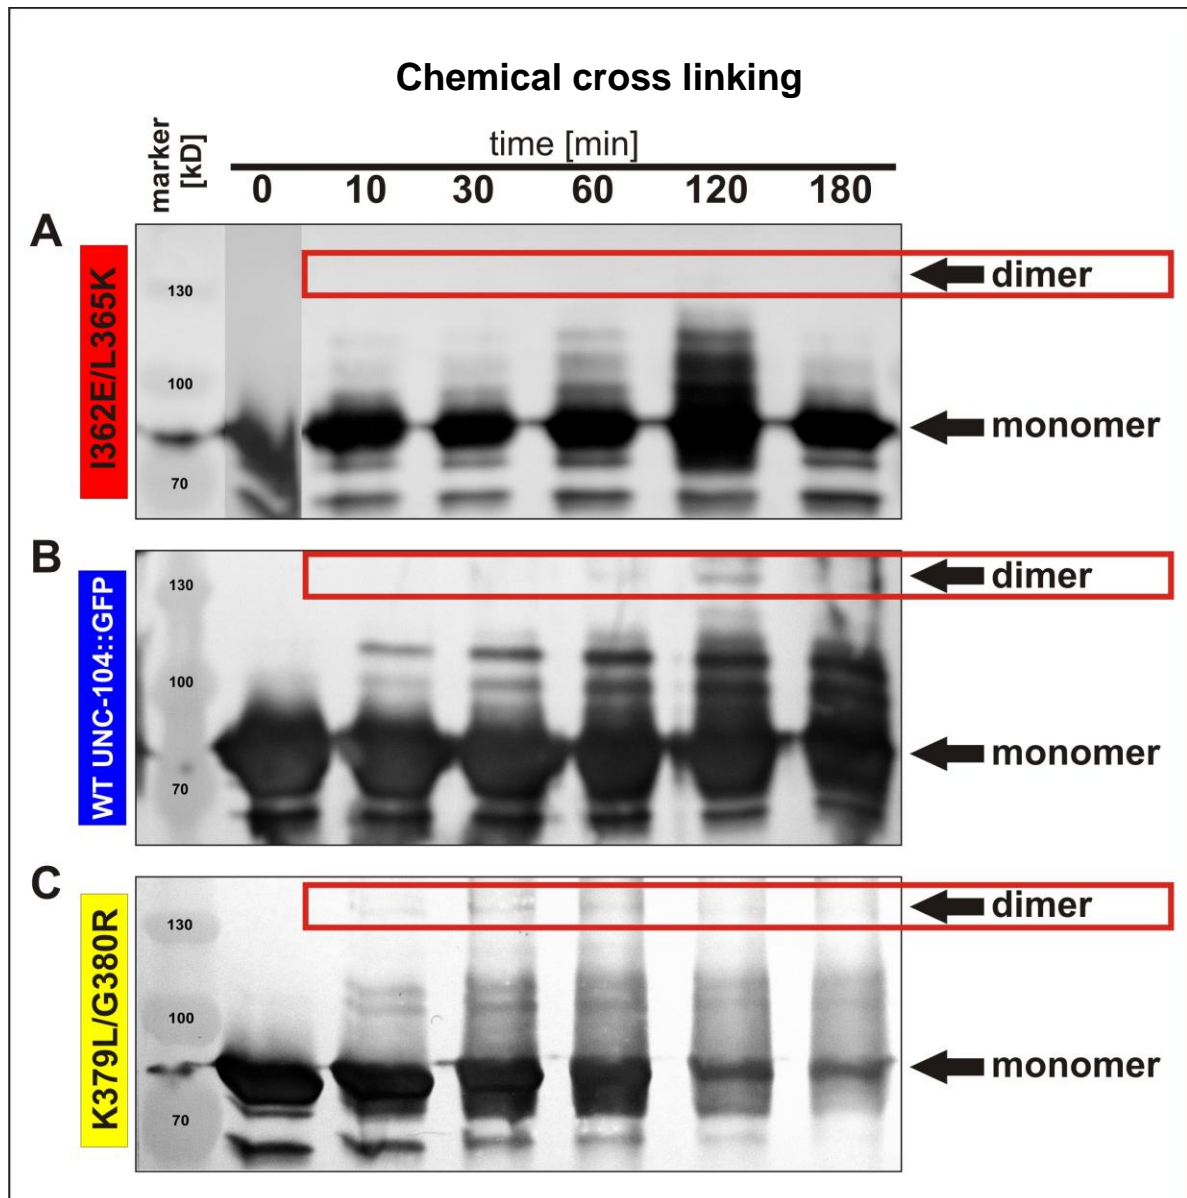 Chemical cross linking
marker
[kD]
time [min]
0 10 30 60 120 180
A
I362E/L365K
130
100
70
dimer
monomer
B
WT UNC-104::GFP
130
100
70
dimer
monomer
C
K379L/G380R
130
100
70
dimer
monomer